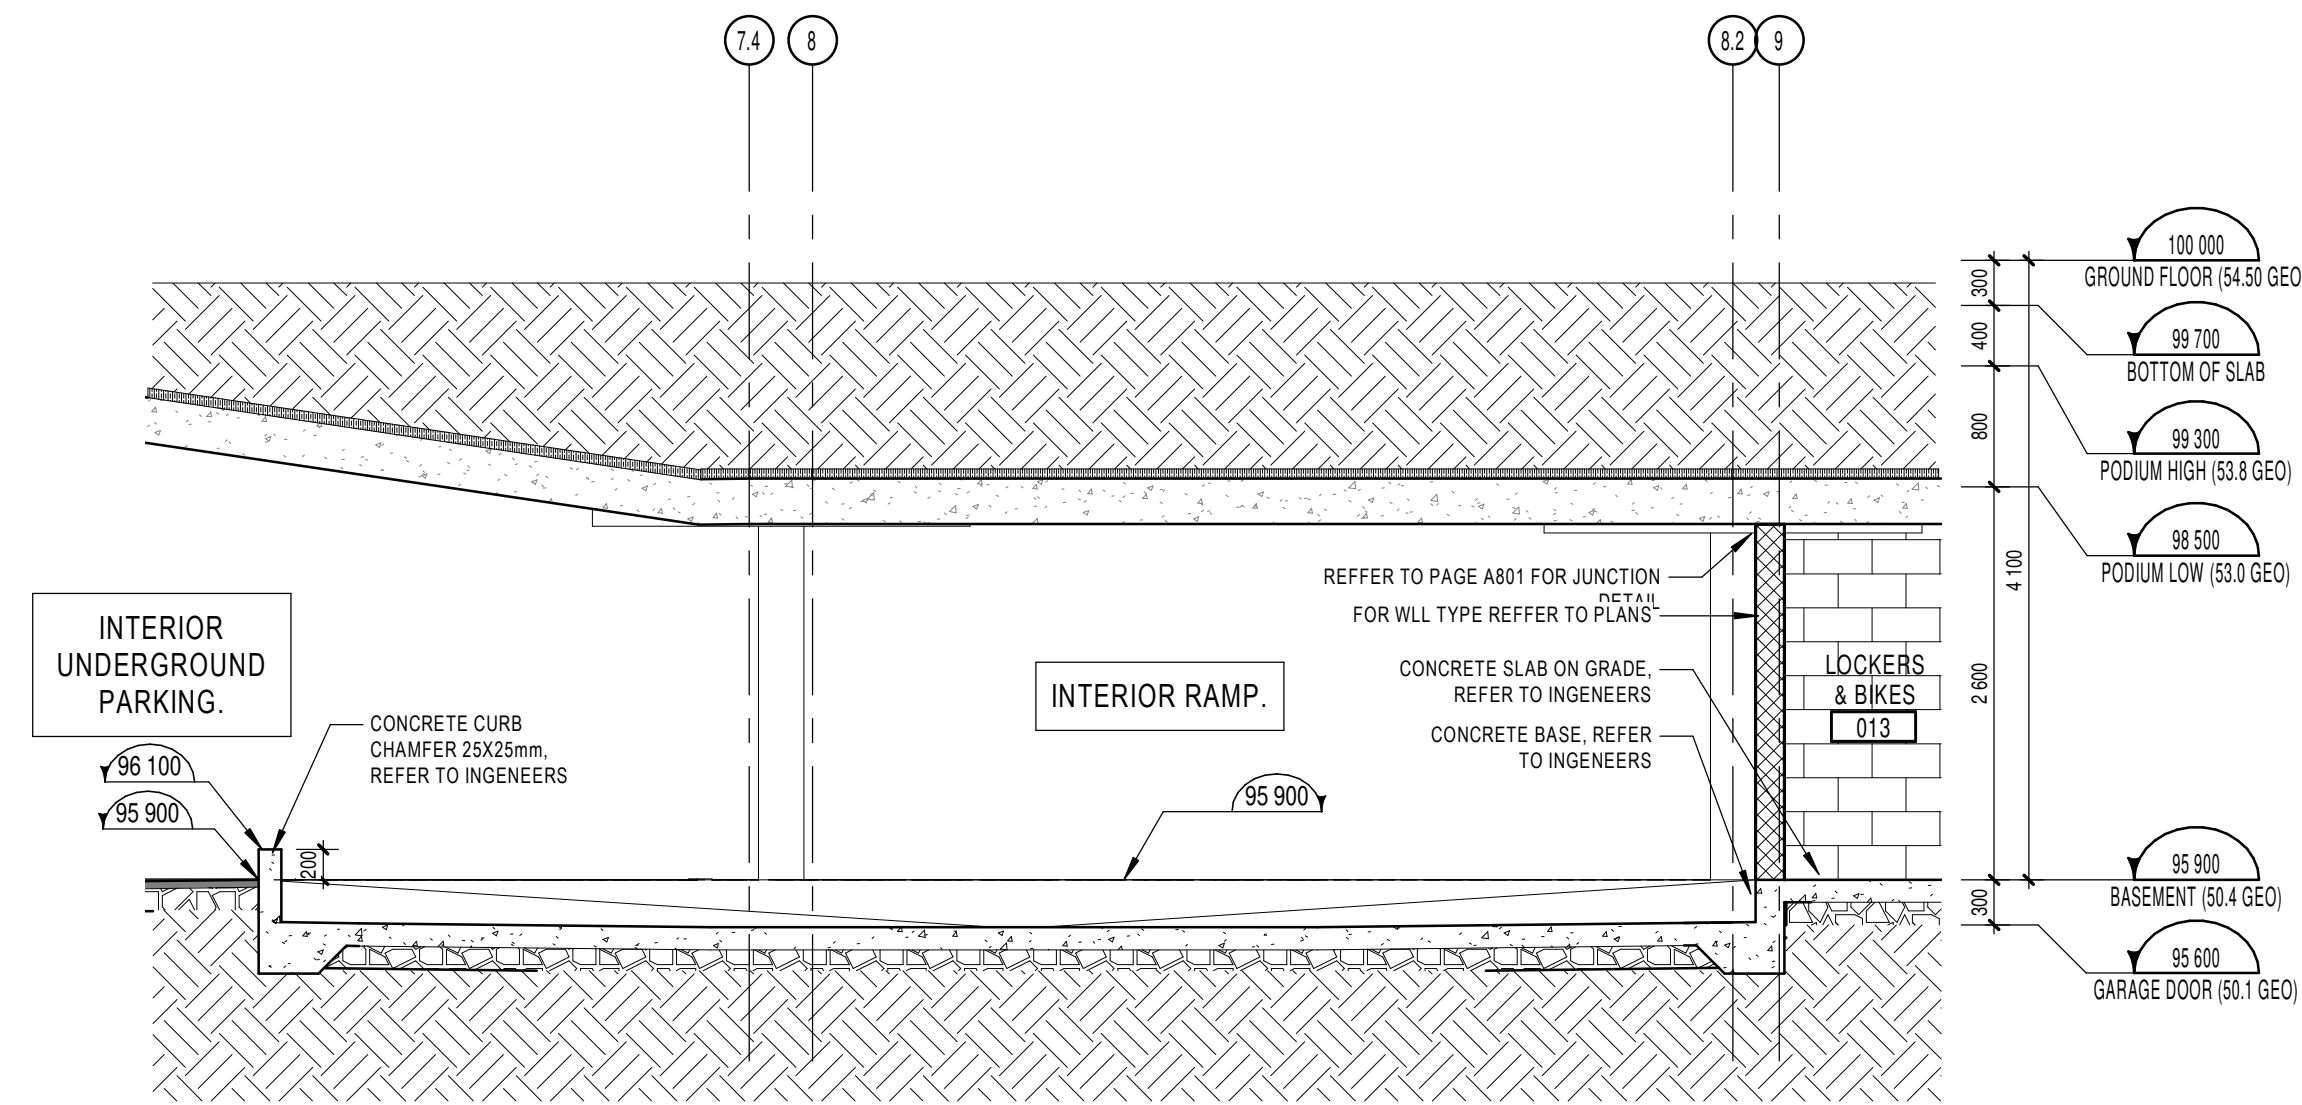 7.4
8
8.2
9
100 000
GROUND FLOOR (54.50 GEO
300
99 700
BOTTOM OF SLAB
400
99 300
PODIUM HIGH (53.8 GEO)
800
98 500
PODIUM LOW (53.0 GEO)
4 100
2 600
REFFER TO PAGE A801 FOR JUNCTION
DETAIL
FOR WLL TYPE REFFER TO PLANS
CONCRETE SLAB ON GRADE,
REFER TO INGENEERS
CONCRETE BASE, REFER
TO INGENEERS
LOCKERS
& BIKES
013
INTERIOR
UNDERGROUND
PARKING.
INTERIOR RAMP.
CONCRETE CURB
CHAMFER 25X25mm,
REFER TO INGENEERS
96 100
95 900
200
95 900
95 900
BASEMENT (50.4 GEO)
300
95 600
GARAGE DOOR (50.1 GEO)